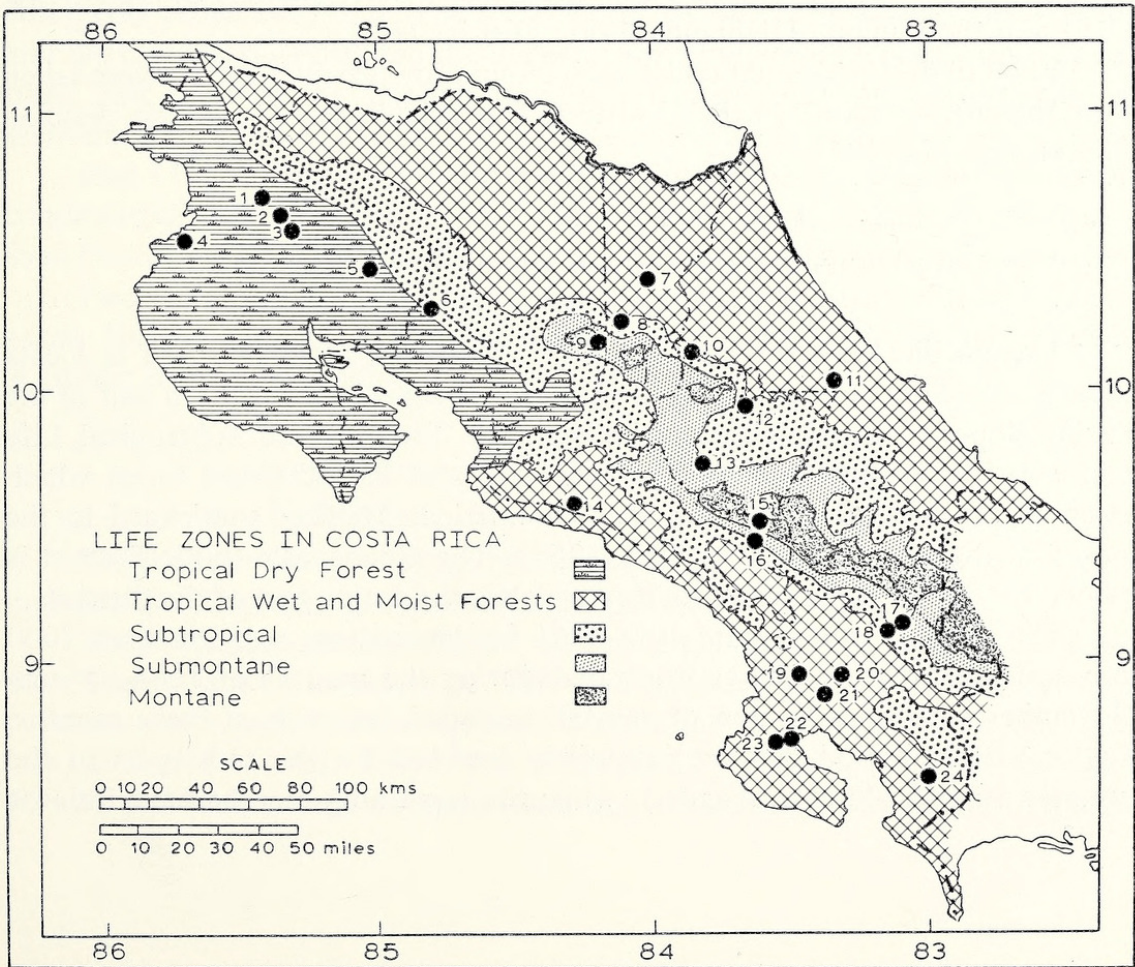 86 85 84 83
11 11
1
2
3
4
5
6
7
8
9
10
10 10
11
12
13
14
15
16
LIFE ZONES IN COSTA RICA
Tropical Dry Forest
Tropical Wet and Moist Forests
Subtropical
Submontane
Montane
17
18
9 9
19
20
21
22
23
24
SCALE
0 10 20 40 60 80 100 kms
0 10 20 30 40 50 miles
86 85 84 83